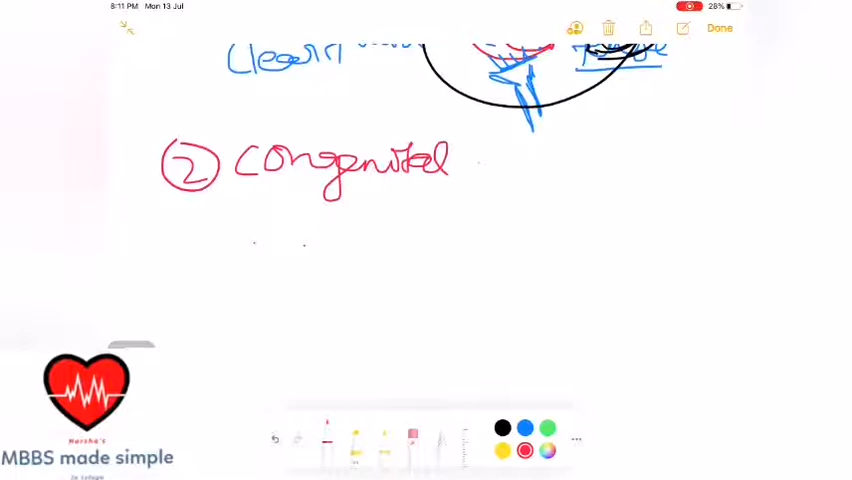 8:11 PM Mon 13 Jul
28%
Done
② Congenital
Harsha's
MBBS made simple